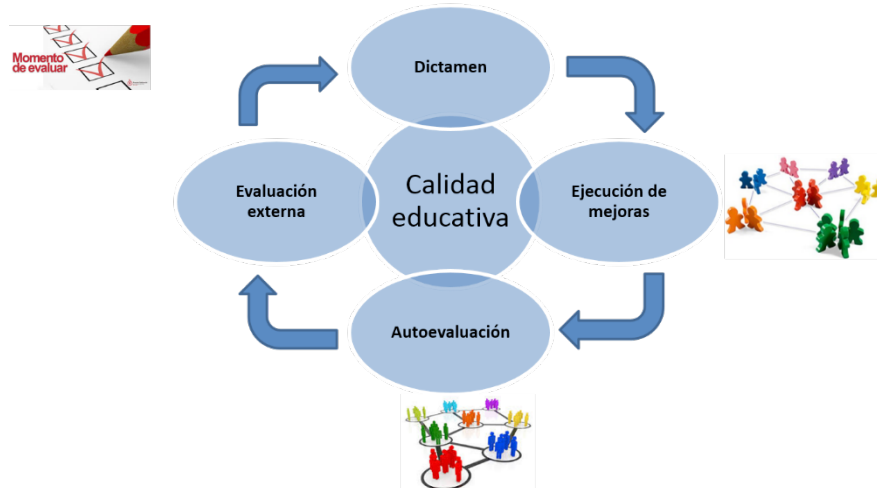 Momento
de evaluar
Dictamen
Evaluación
externa
Calidad
educativa
Ejecución de
mejoras
Autoevaluación